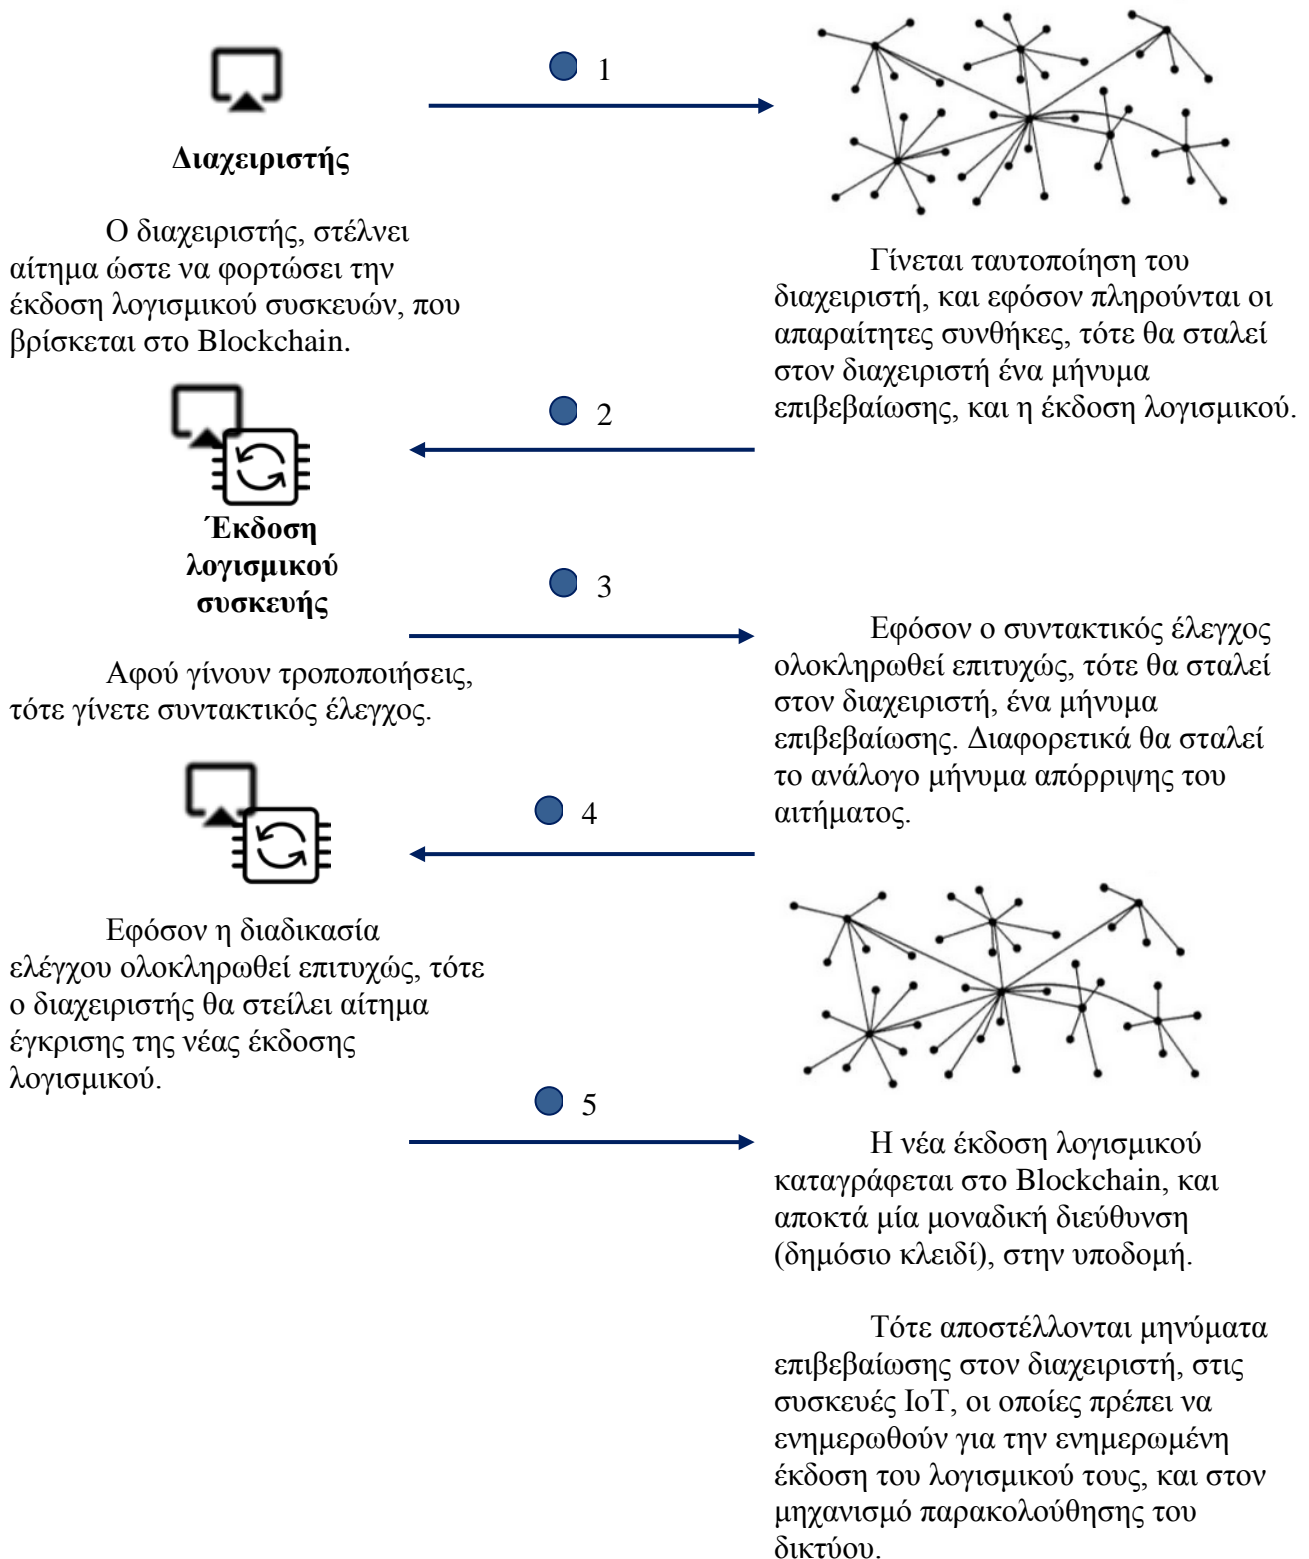 1
Διαχειριστής
Ο διαχειριστής, στέλνει
αίτημα ώστε να φορτώσει την
έκδοση λογισμικού συσκευών, που
βρίσκεται στο Blockchain.
Γίνεται ταυτοποίηση του
διαχειριστή, και εφόσον πληρούνται οι
απαραίτητες συνθήκες, τότε θα σταλεί
στον διαχειριστή ένα μήνυμα
επιβεβαίωσης, και η έκδοση λογισμικού.
2
Έκδοση
λογισμικού
συσκευής
3
Αφού γίνουν τροποποιήσεις,
τότε γίνετε συντακτικός έλεγχος.
Εφόσον ο συντακτικός έλεγχος
ολοκληρωθεί επιτυχώς, τότε θα σταλεί
στον διαχειριστή, ένα μήνυμα
επιβεβαίωσης. Διαφορετικά θα σταλεί
το ανάλογο μήνυμα απόρριψης του
αιτήματος.
4
Εφόσον η διαδικασία
ελέγχου ολοκληρωθεί επιτυχώς, τότε
ο διαχειριστής θα στείλει αίτημα
έγκρισης της νέας έκδοσης
λογισμικού.
5
Η νέα έκδοση λογισμικού
καταγράφεται στο Blockchain, και
αποκτά μία μοναδική διεύθυνση
(δημόσιο κλειδί), στην υποδομή.
Τότε αποστέλλονται μηνύματα
επιβεβαίωσης στον διαχειριστή, στις
συσκευές IoT, οι οποίες πρέπει να
ενημερωθούν για την ενημερωμένη
έκδοση του λογισμικού τους, και στον
μηχανισμό παρακολούθησης του
δικτύου.